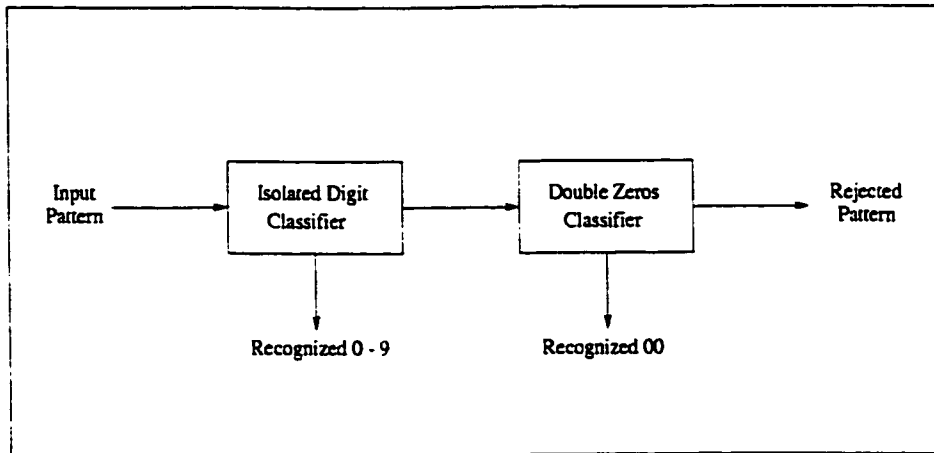 Input
Pattern
Isolated Digit
Classifier
Double Zeros
Classifier
Rejected
Pattern
Recognized 0 - 9
Recognized 00